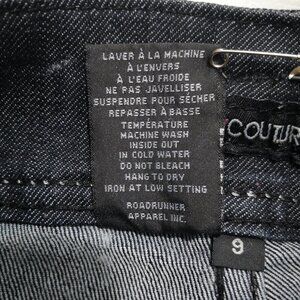 LAVER À LA MACHINE
À L'ENVERS
À L'EAU FROIDE
NE PAS JAVELLISER
SUSPENDRE POUR SÉCHER
REPASSER À BASSE
TEMPÉRATURE
MACHINE WASH
INSIDE OUT
IN COLD WATER
DO NOT BLEACH
HANG TO DRY
IRON AT LOW SETTING
ROADRUNNER
APPAREL INC.
COUTUR
9